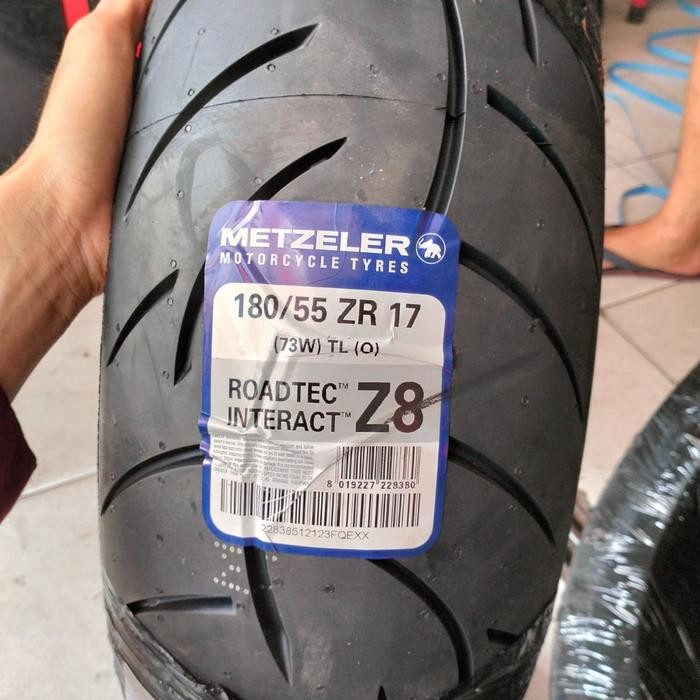 METZELER
MOTORCYCLE TYRES
180/55 ZR 17
(73W) TL (O)
ROADTEC™
INTERACT™ Z8
8 019227 228380
22838512123FQEXX